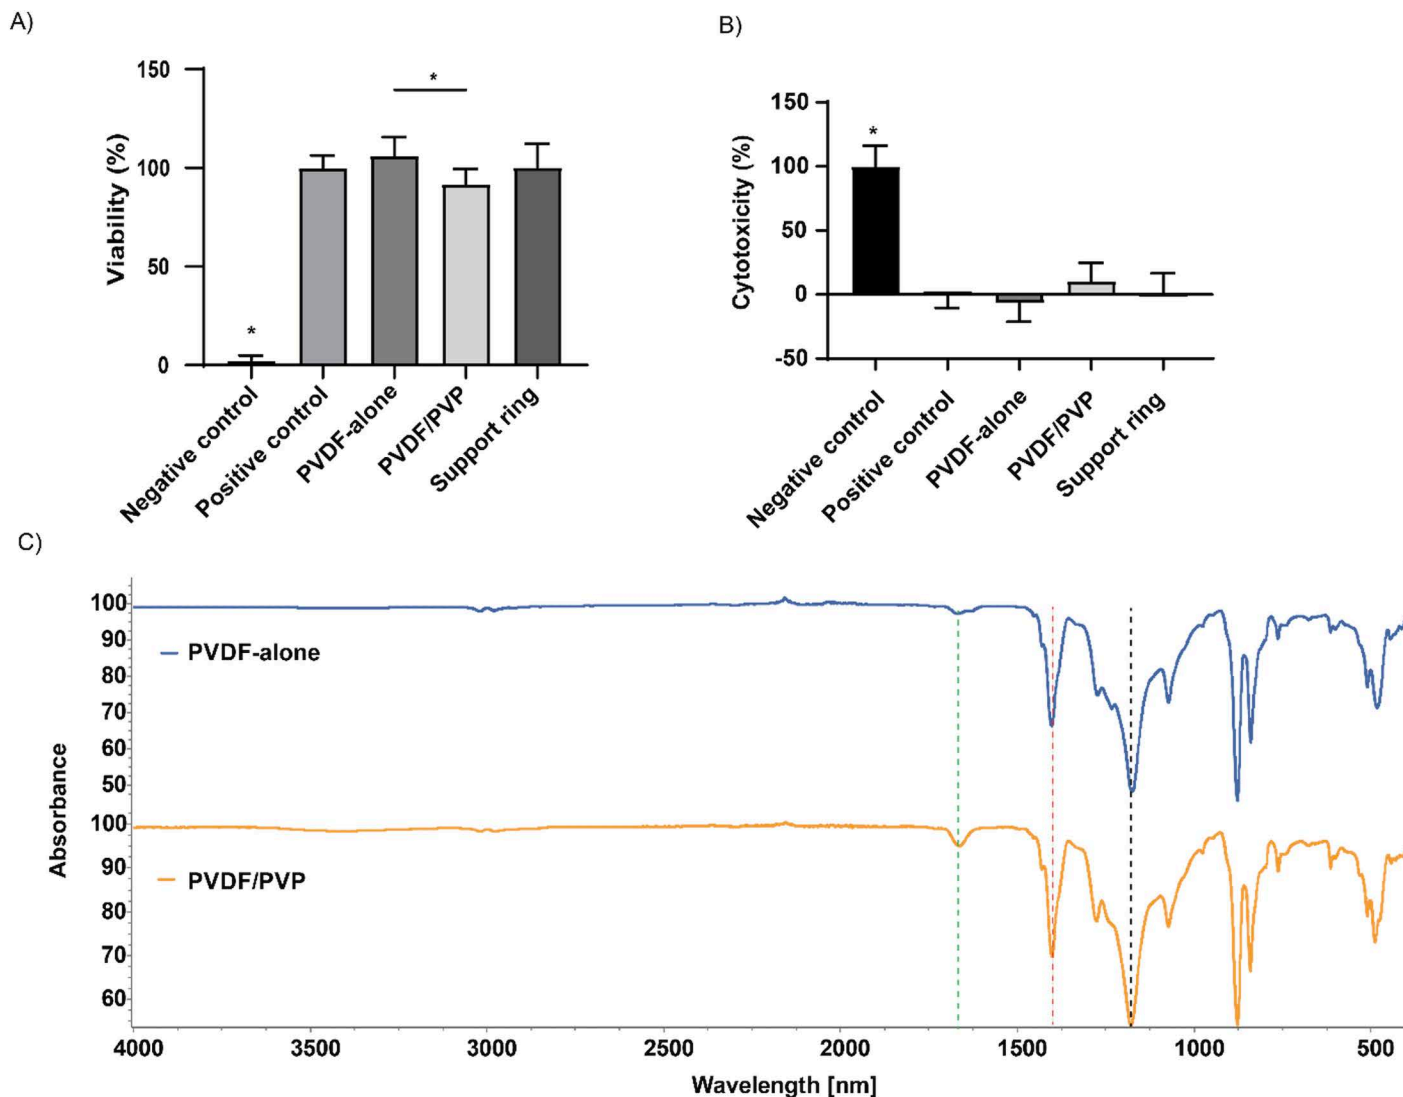 A)
150
100
50
0
Viability (%)
*
*
Negative control
Positive control
PVDF-alone
PVDF/PVP
Support ring
B)
150
100
50
0
-50
Cytotoxicity (%)
*
Negative control
Positive control
PVDF-alone
PVDF/PVP
Support ring
C)
Absorbance
100
90
80
70
60
50
PVDF-alone
100
90
80
70
60
PVDF/PVP
4000 3500 3000 2500 2000 1500 1000 500
Wavelength [nm]